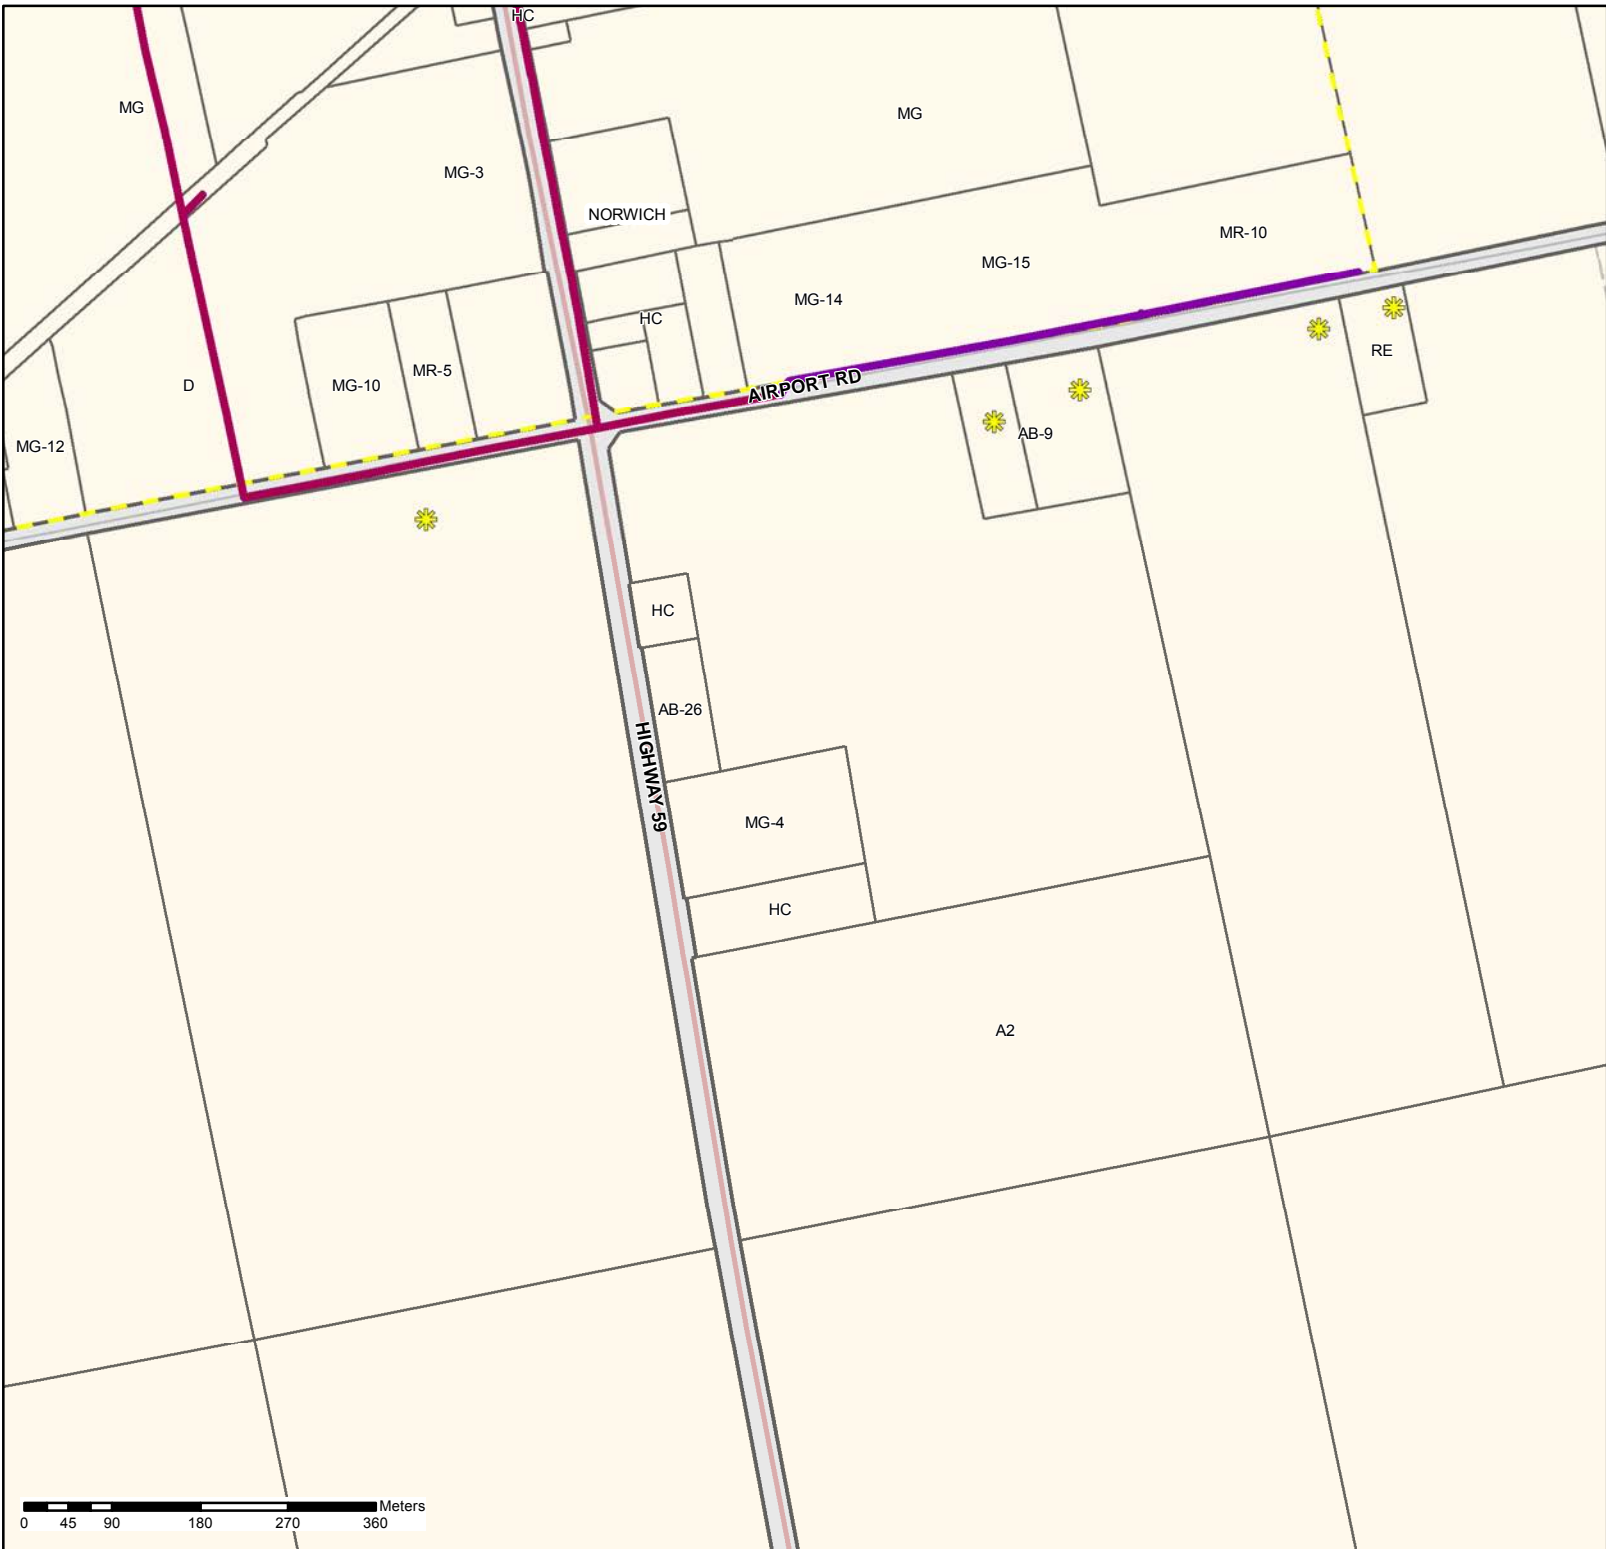 HC
MG
MG
MG-3
NORWICH
MR-10
MG-15
MG-14
HC
RE
MR-5
MG-10
D
AIRPORT RD
AB-9
MG-12
HC
AB-26
HIGHWAY 59
MG-4
HC
A2
Meters
0 45 90 180 270 360